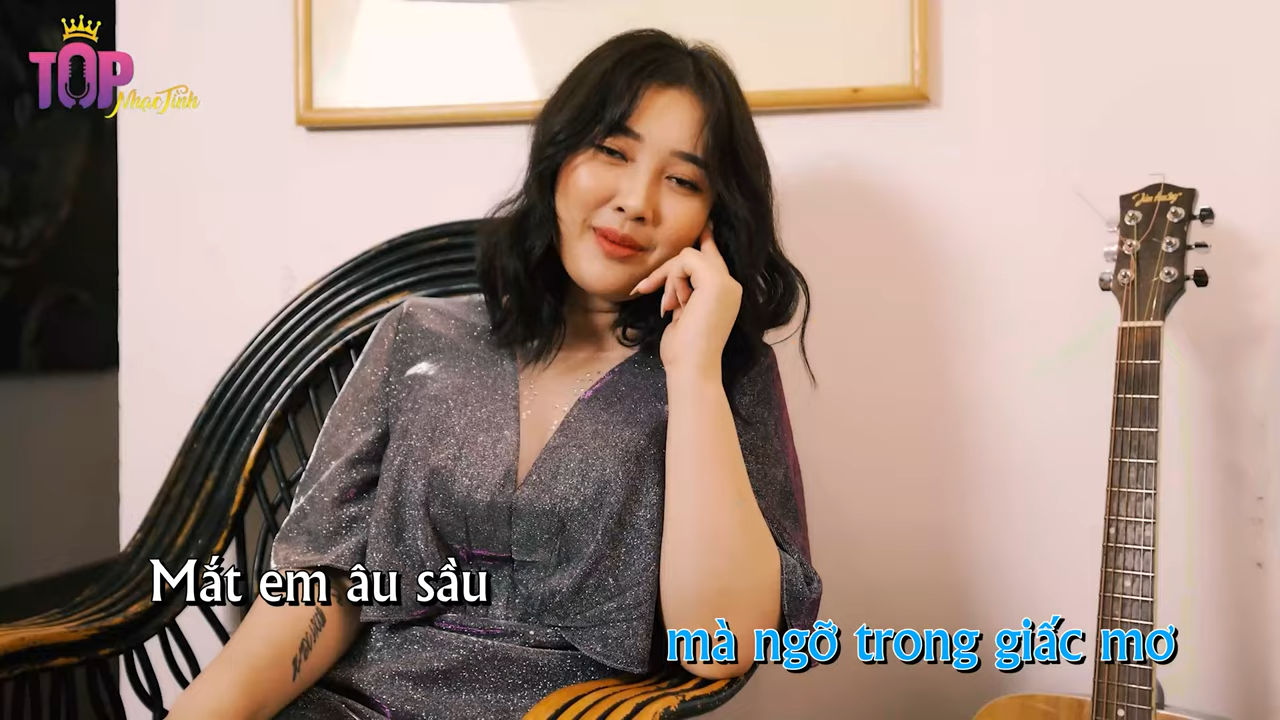 TOP
Nhạc Tình
Mắt em âu sầu
mà ngỡ trong giấc mơ